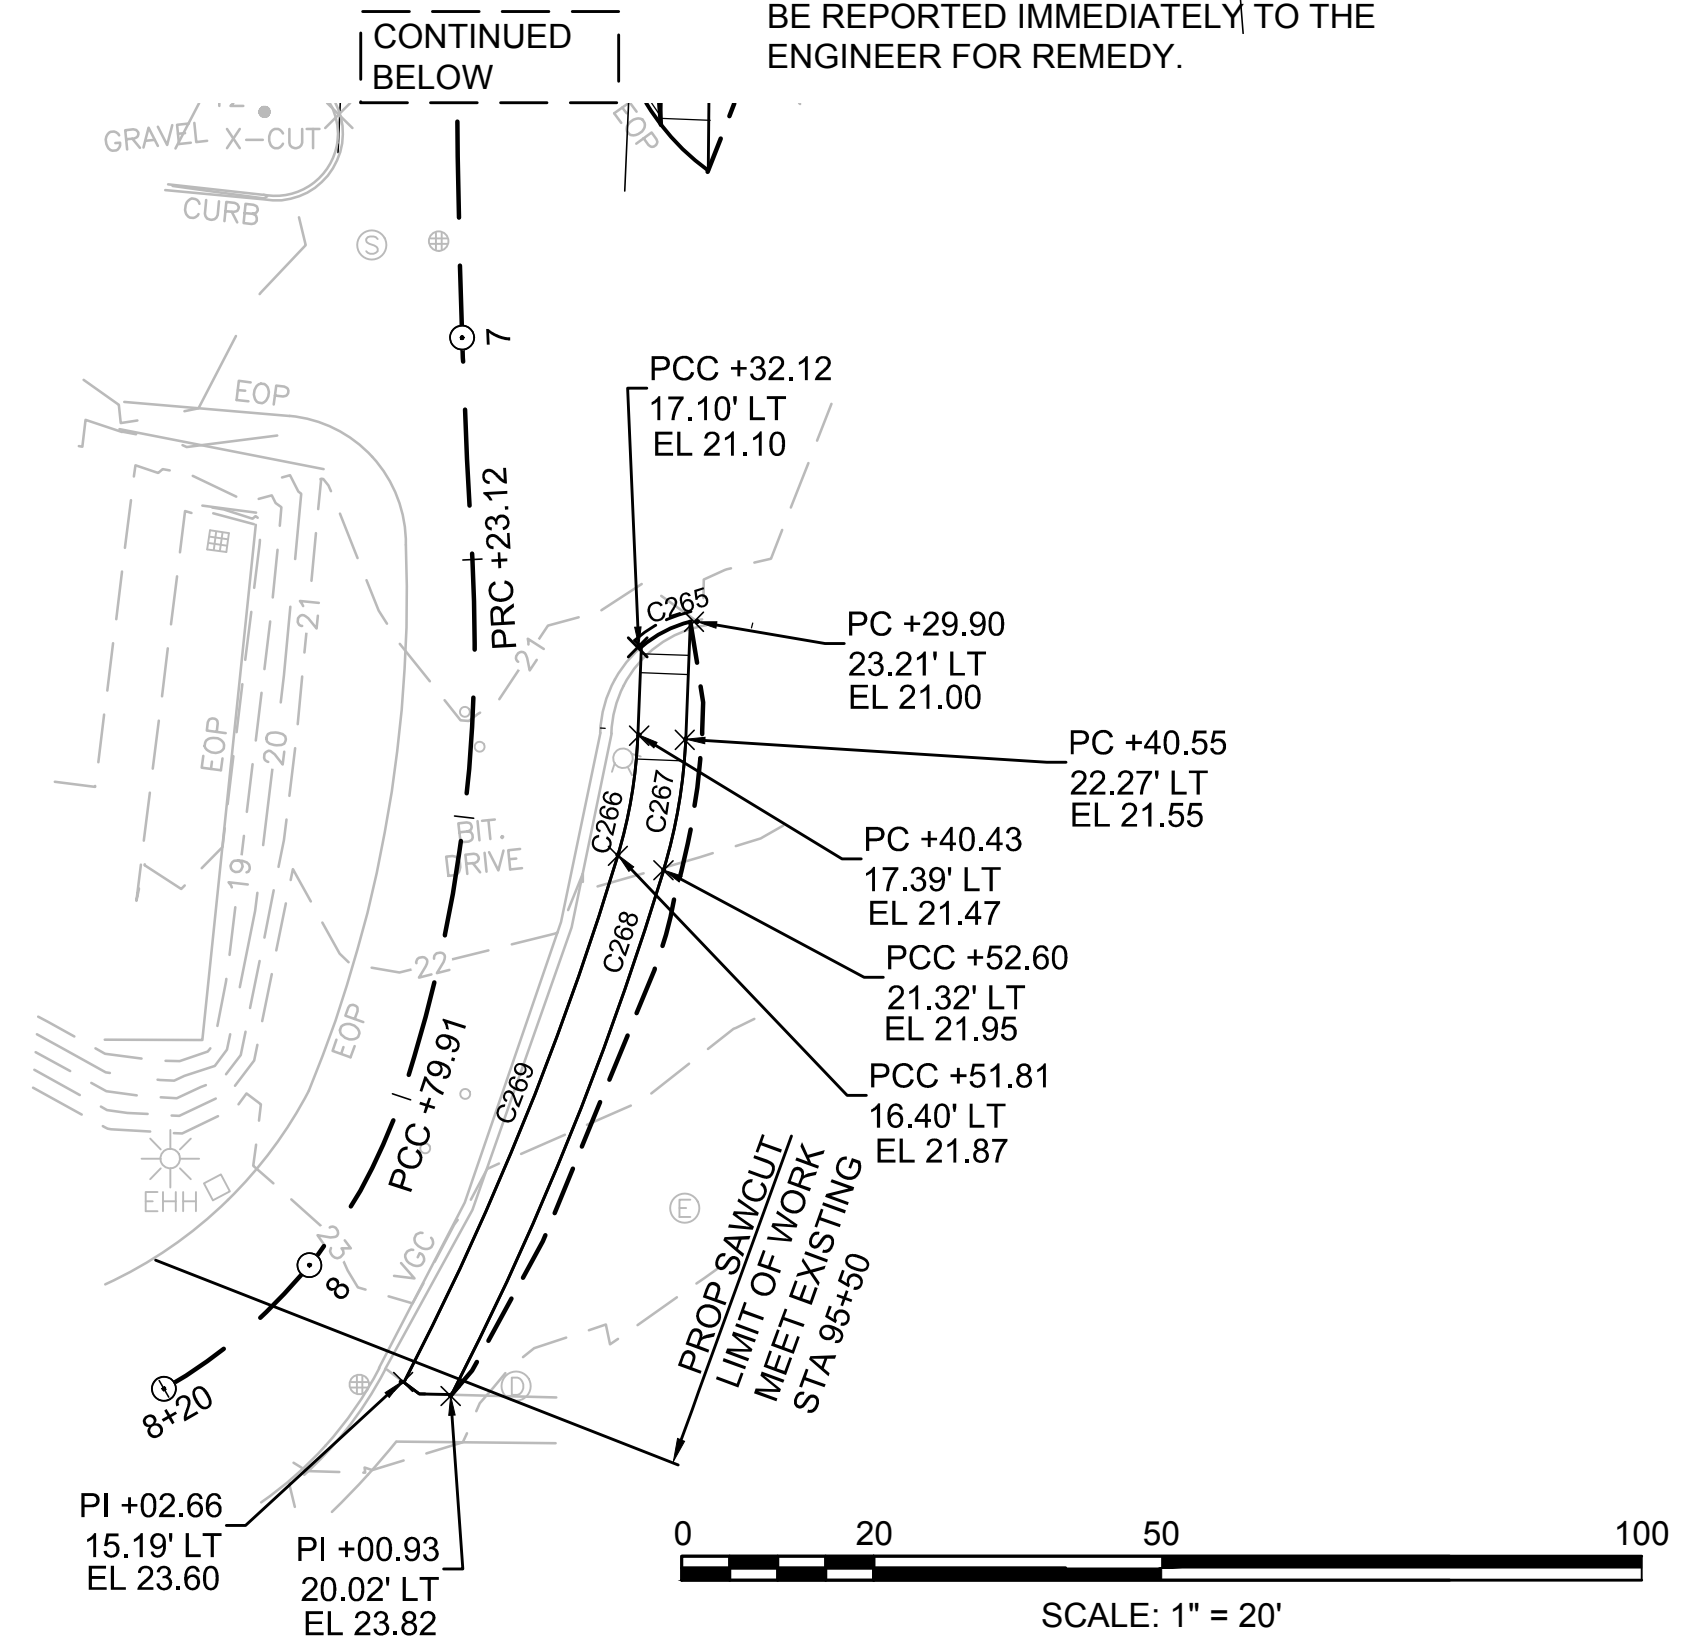 CONTINUED
BELOW
BE REPORTED IMMEDIATELY TO THE
ENGINEER FOR REMEDY.
GRAVEL X-CUT
EOP
CURB
S
7
EOP
PCC +32.12
17.10' LT
EL 21.10
PRC +23.12
C265
21
21
PC +29.90
23.21' LT
EL 21.00
EOP
20
PC +40.55
22.27' LT
EL 21.55
C266
C267
BIT.
DRIVE
19
PC +40.43
17.39' LT
EL 21.47
C268
22
PCC +52.60
21.32' LT
EL 21.95
EOP
PCC +79.91
C269
PCC +51.81
16.40' LT
EL 21.87
EHH
E
23
VGC
8
PROP SAWCUT
LIMIT OF WORK
MEET EXISTING
STA 95+50
D
8+20
PI +02.66
15.19' LT
EL 23.60
PI +00.93
20.02' LT
EL 23.82
0 20 50 100
SCALE: 1" = 20'